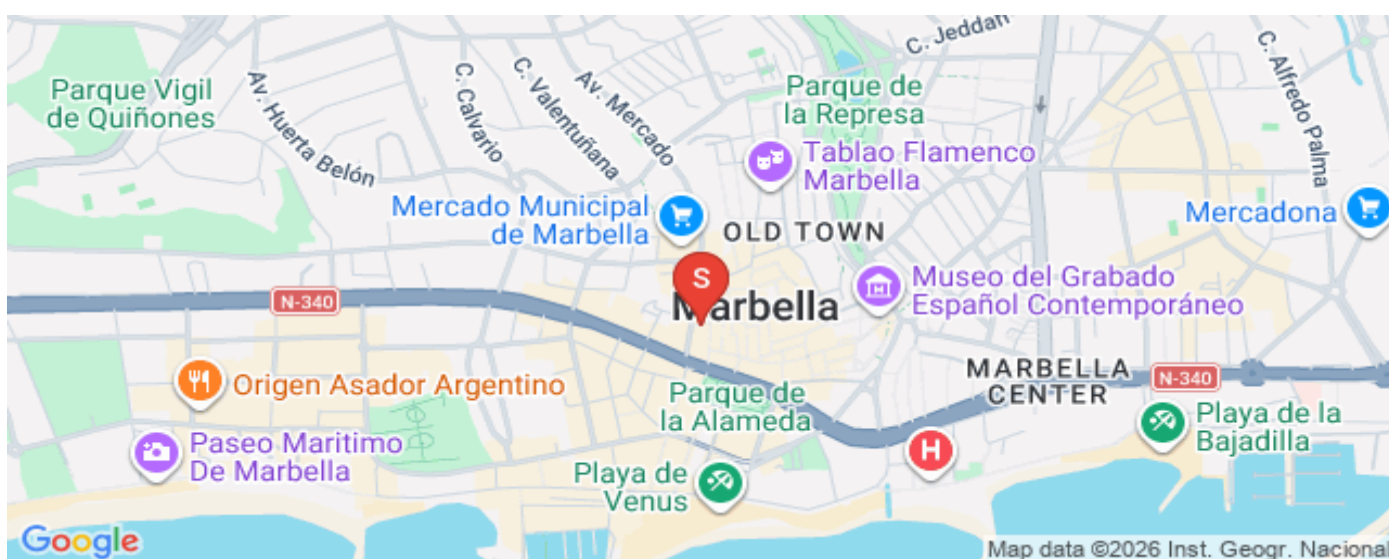 C. Jeddah
C. Alfredo Palma
Parque Vigil
de Quiñones
Av. Huerta Belón
C. Calvario
C. Valentuñana
Av. Mercado
Parque de
la Represa
Tablao Flamenco
Marbella
Mercado Municipal
de Marbella
OLD TOWN
Mercadona
S
Marbella
Museo del Grabado
Español Contemporáneo
N-340
Origen Asador Argentino
MARBELLA
CENTER
N-340
Parque de
la Alameda
Paseo Maritimo
De Marbella
Playa de
Venus
H
Playa de la
Bajadilla
Google
Map data ©2026 Inst. Geogr. Nacional